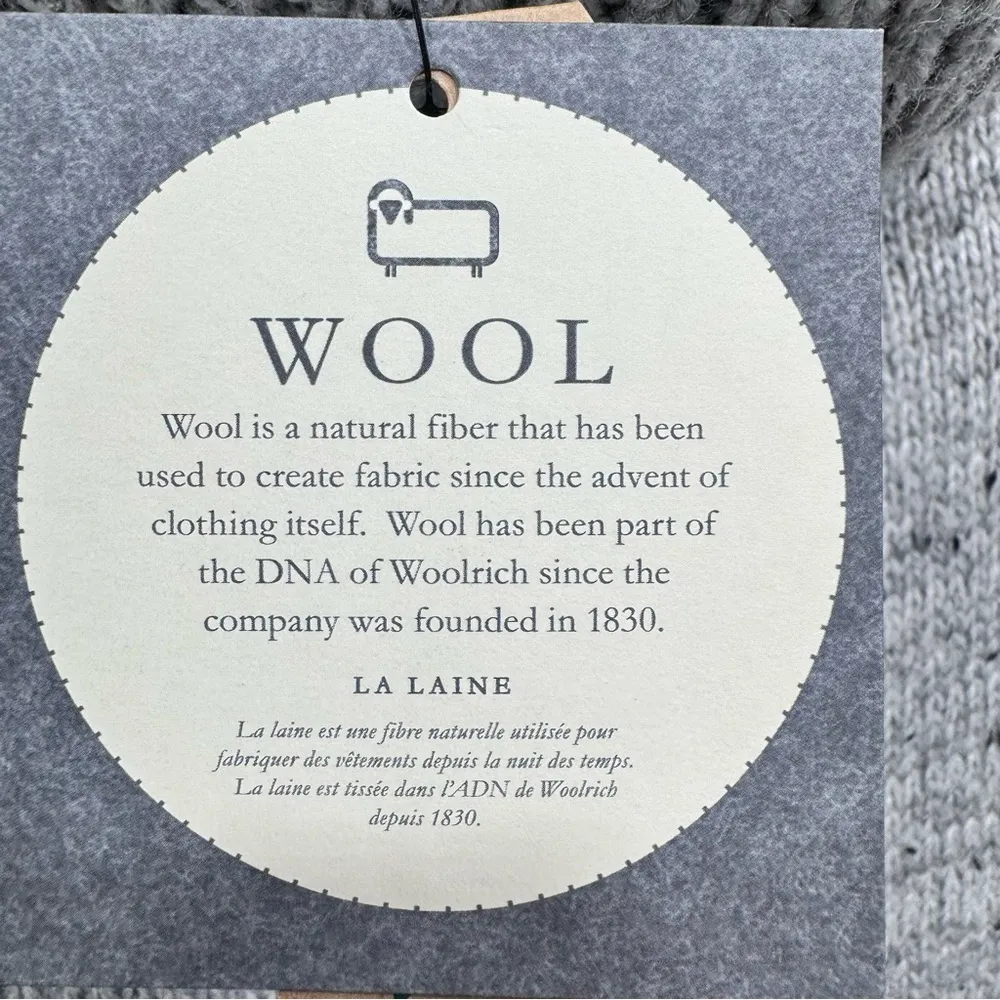 WOOL
Wool is a natural fiber that has been
used to create fabric since the advent of
clothing itself.  Wool has been part of
the DNA of Woolrich since the
company was founded in 1830.
LA LAINE
La laine est une fibre naturelle utilisée pour
fabriquer des vêtements depuis la nuit des temps.
La laine est tissée dans l'ADN de Woolrich
depuis 1830.